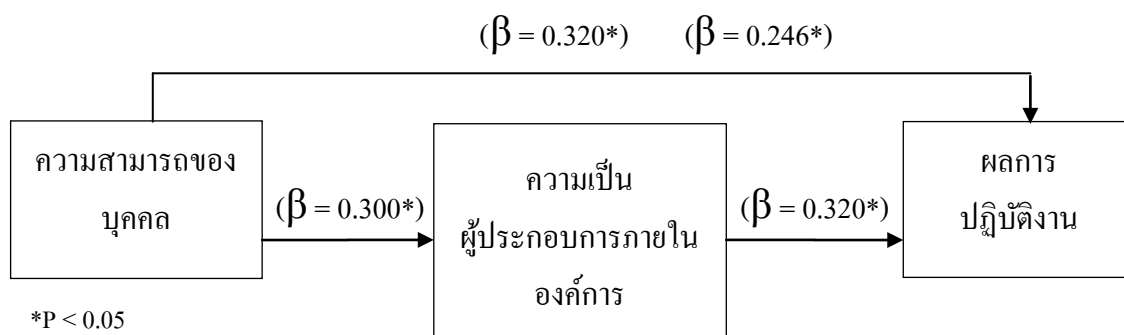 (β = 0.320*) (β = 0.246*)
ความสามารถของ
บุคคล
(β = 0.300*)
ความเป็น
ผู้ประกอบการภายใน
องค์การ
(β = 0.320*)
ผลการ
ปฏิบัติงาน
*P < 0.05